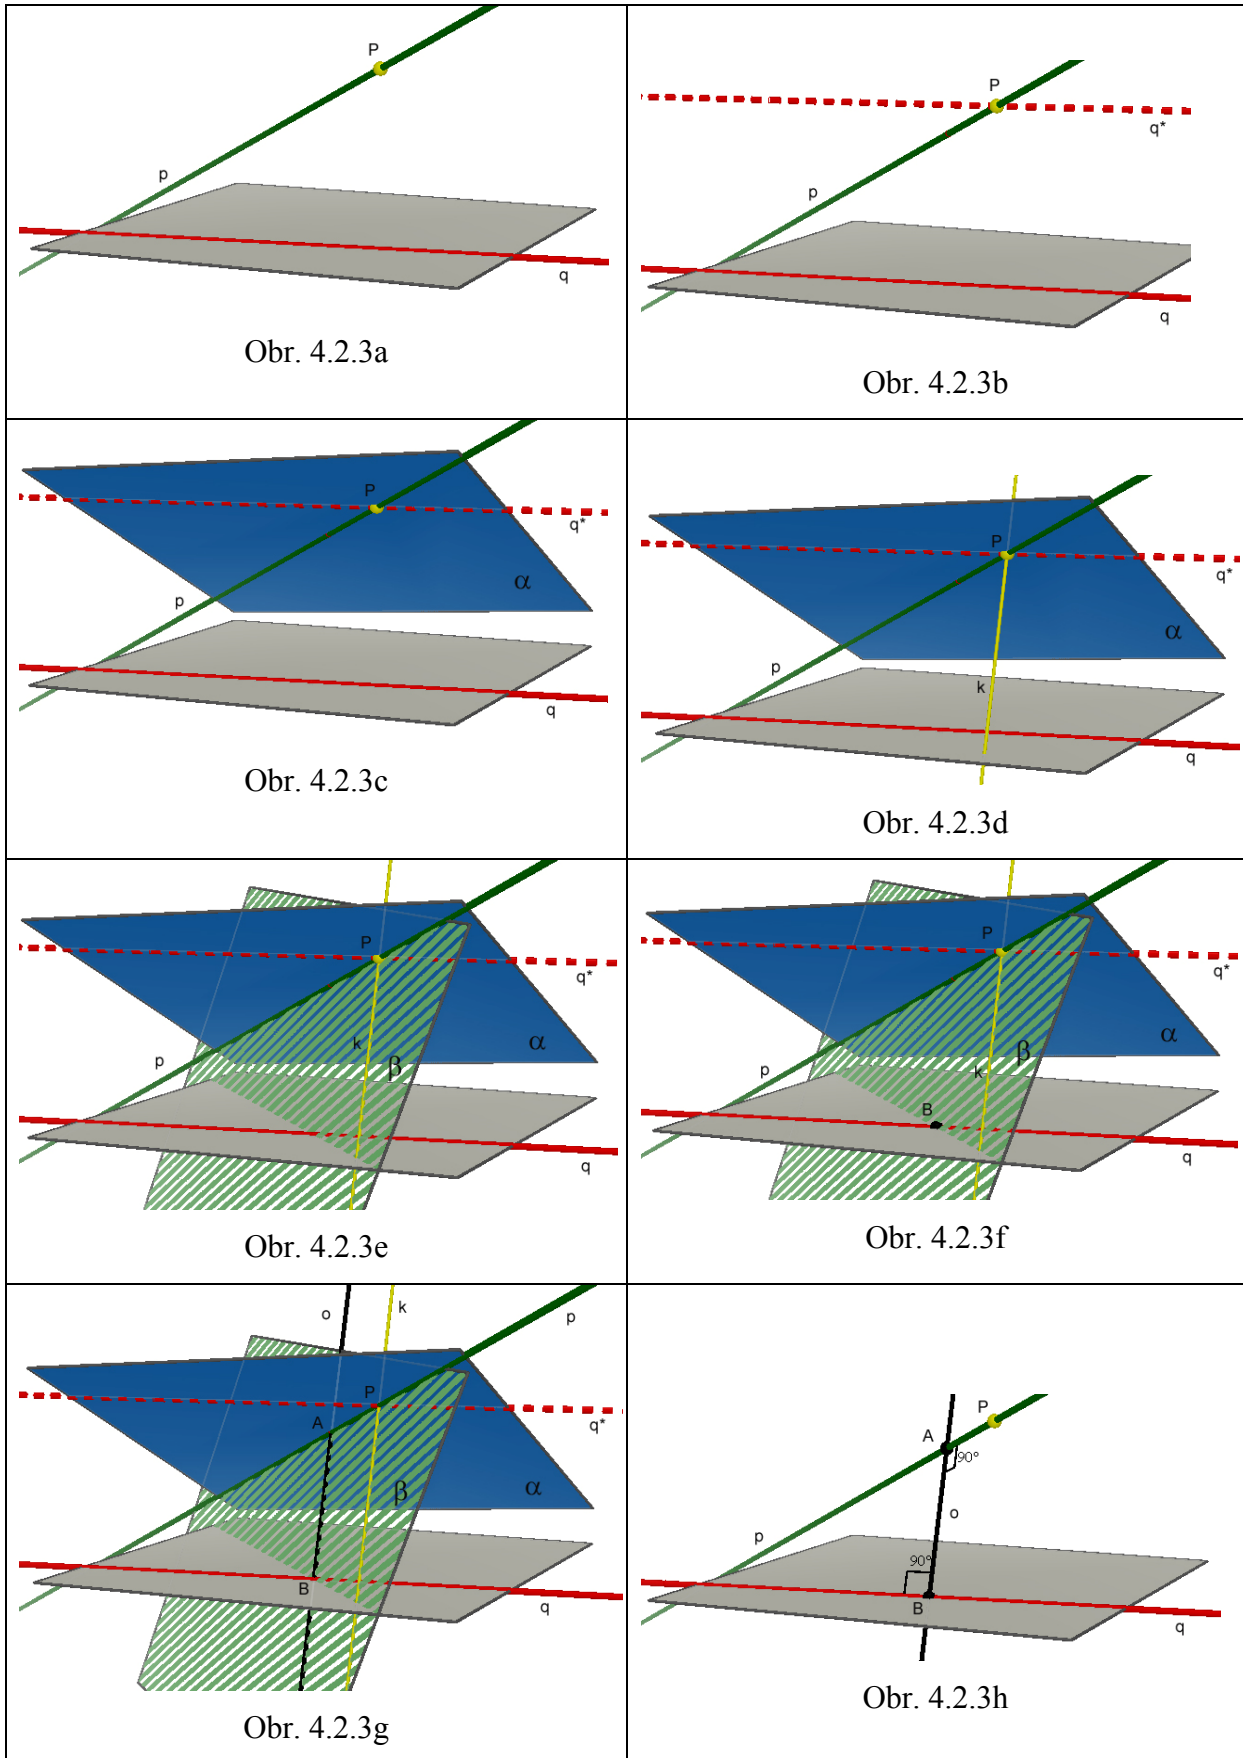 P
p
q
Obr. 4.2.3a
P
q*
p
q
Obr. 4.2.3b
P
q*
α
p
q
Obr. 4.2.3c
P
q*
α
p
k
q
Obr. 4.2.3d
P
q*
k
α
p
β
q
Obr. 4.2.3e
P
q*
α
β
p
k
B
q
Obr. 4.2.3f
o
k
p
P
A
q*
β
α
B
q
Obr. 4.2.3g
P
A
90°
o
p
90°
B
q
Obr. 4.2.3h